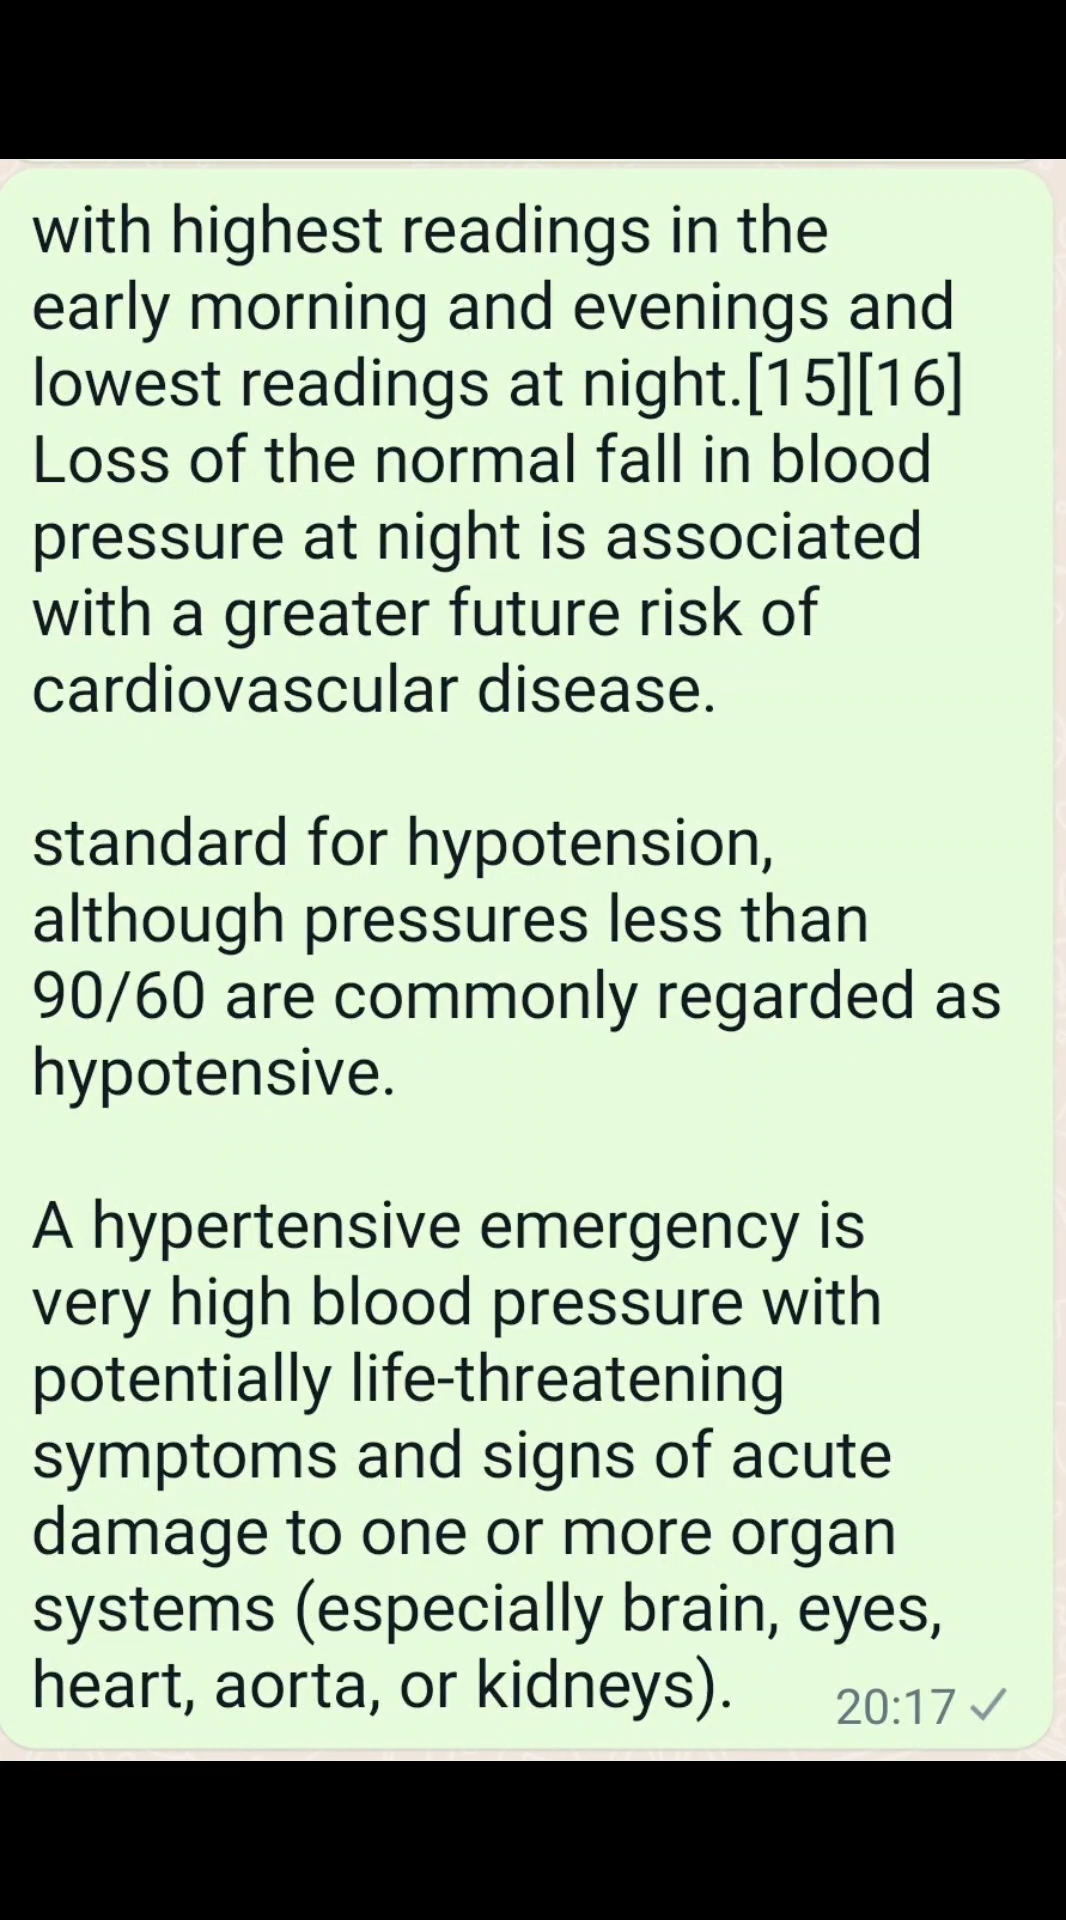 with highest readings in the
early morning and evenings and
lowest readings at night.[15][16]
Loss of the normal fall in blood
pressure at night is associated
with a greater future risk of
cardiovascular disease.
standard for hypotension,
although pressures less than
90/60 are commonly regarded as
hypotensive.
A hypertensive emergency is
very high blood pressure with
potentially life-threatening
symptoms and signs of acute
damage to one or more organ
systems (especially brain, eyes,
heart, aorta, or kidneys).
20:17